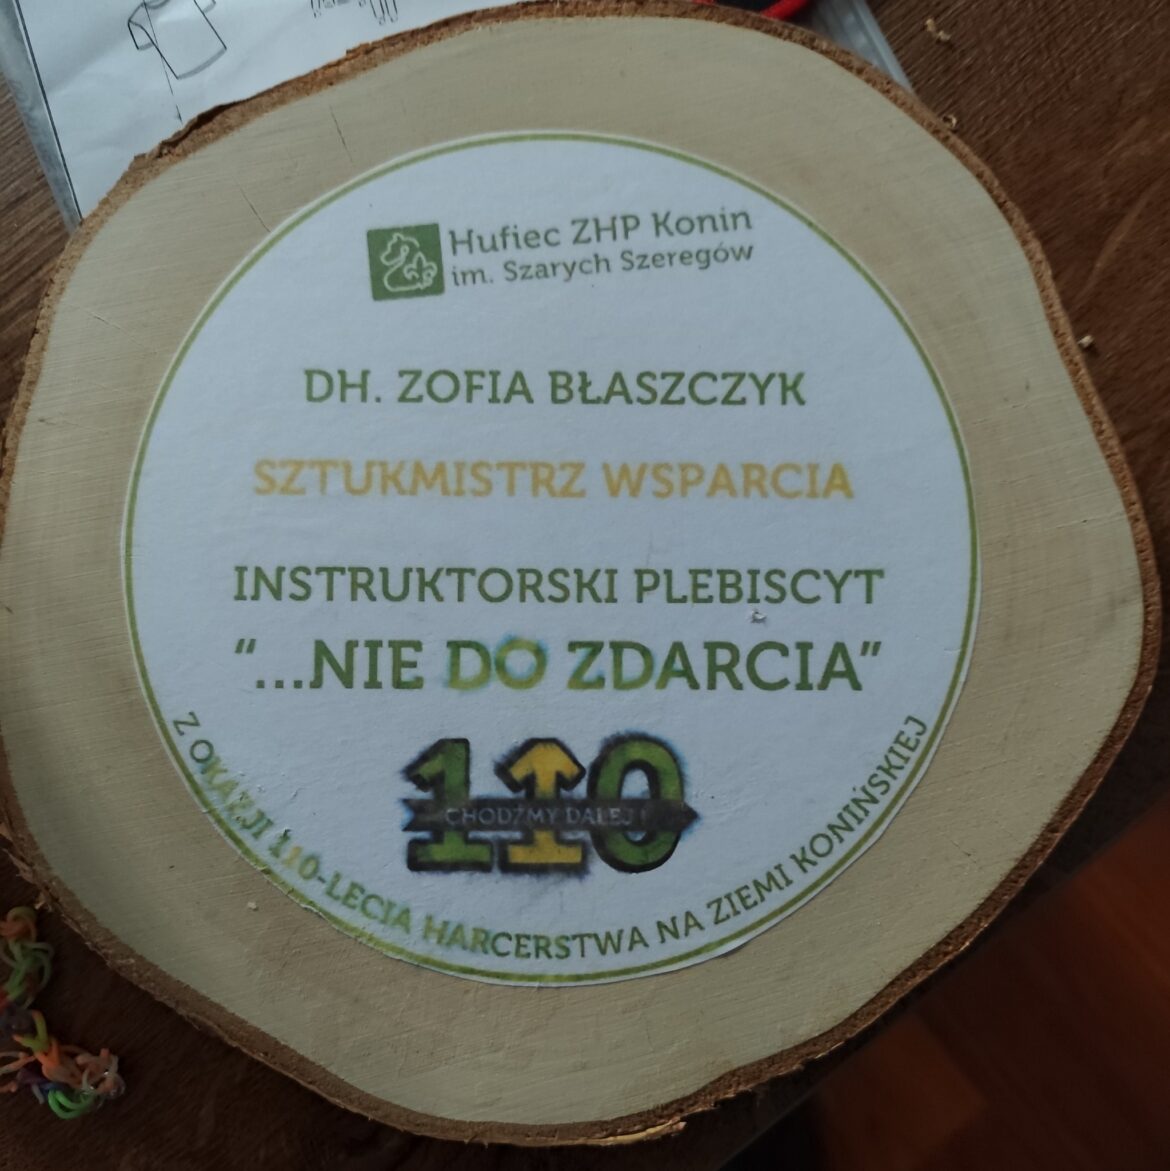 Hufiec ZHP Konin
im. Szarych Szeregów
DH. ZOFIA BŁASZCZYK
SZTUKMISTRZ WSPARCIA
INSTRUKTORSKI PLEBISCYT
“...NIE DO ZDARCIA”
110
CHODŹMY DALEJ!
Z OKAZJI 110-LECIA HARCERSTWA NA ZIEMI KONIŃSKIEJ